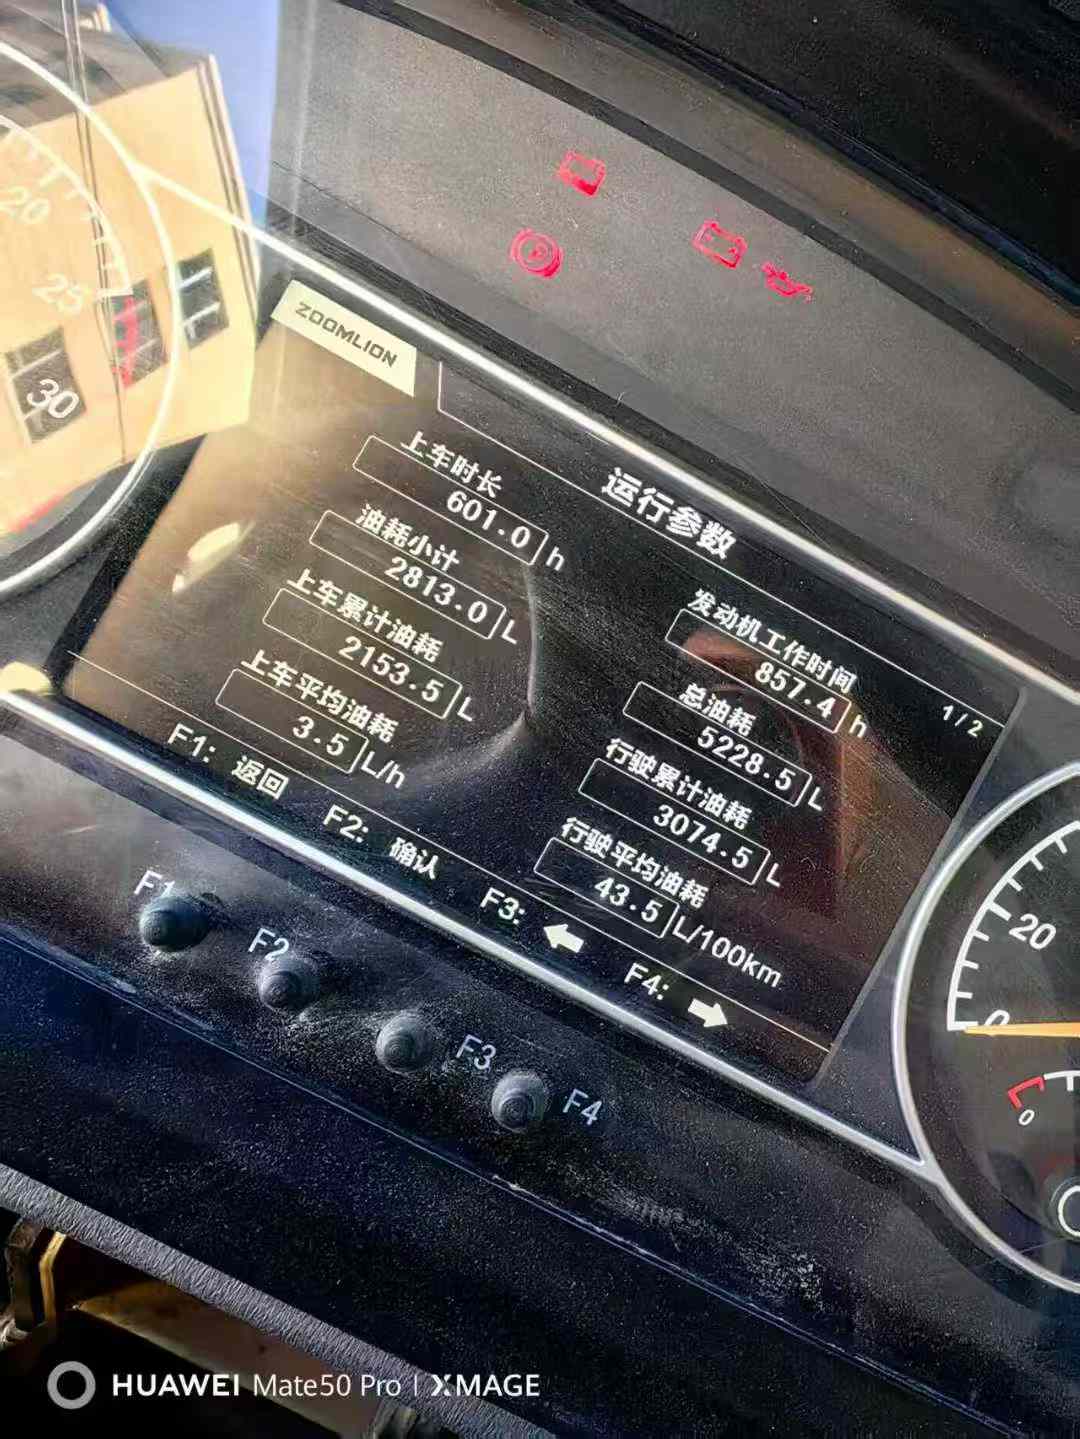 20
25
30
ZOOMLION
运行参数
1/2
上车时长
601.0 h
油耗小计
2813.0 L
上车累计油耗
2153.5 L
上车平均油耗
3.5 L/h
发动机工作时间
857.4 h
总油耗
5228.5 L
行驶累计油耗
3074.5 L
行驶平均油耗
43.5 L/100km
F1: 返回
F2: 确认
F3:
F4:
F1
F2
F3
F4
20
0
0
HUAWEI Mate50 Pro | XMAGE